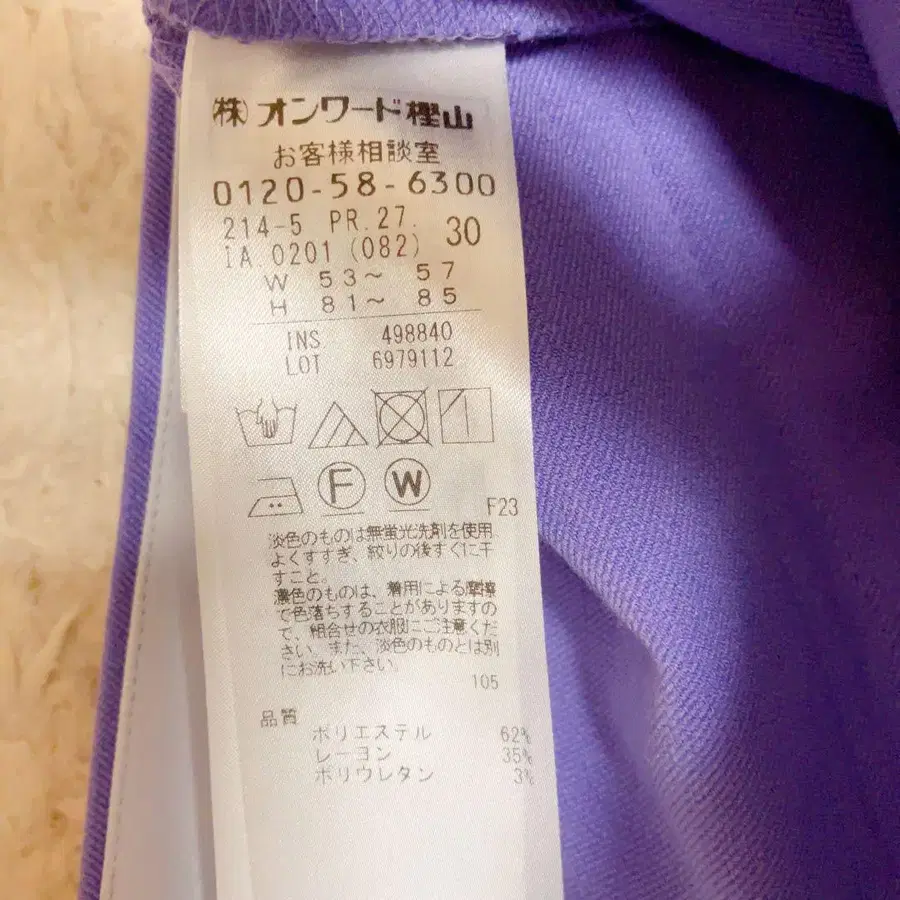 ㈱オンワード樫山
お客様相談室
0120-58-6300
214-5 PR.27.
IA 0201 (082) 30
W 53～ 57
H 81～ 85
INS 498840
LOT 6979112
F W
F23
淡色のものは無蛍光洗剤を使用
よくすすぎ、絞りの後すぐに干
すこと。
濃色のものは、着用による摩擦
で色落ちすることがありますの
で、組合せの衣服にご注意くだ
さい。また、淡色のものとは別
にお洗い下さい。
105
品質
ポリエステル 62%
レーヨン 35%
ポリウレタン 3%